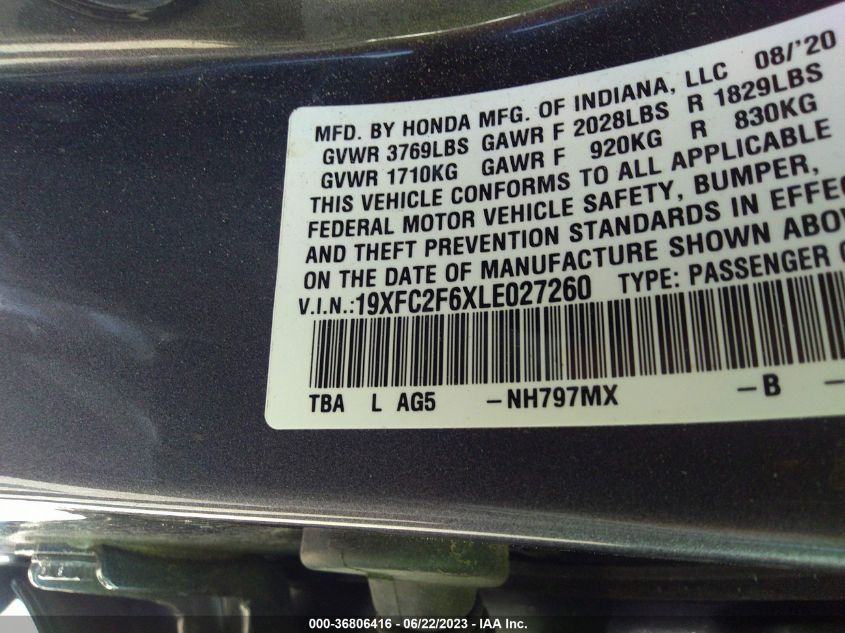 MFD. BY HONDA MFG. OF INDIANA, LLC 08/'20
GVWR 3769LBS GAWR F 2028LBS R 1829LBS
GVWR 1710KG GAWR F 920KG R 830KG
THIS VEHICLE CONFORMS TO ALL APPLICABLE
FEDERAL MOTOR VEHICLE SAFETY, BUMPER,
AND THEFT PREVENTION STANDARDS IN EFFE
ON THE DATE OF MANUFACTURE SHOWN ABO
V.I.N.:19XFC2F6XLE027260 TYPE: PASSENGER
TBA L AG5 –NH797MX –B –
000-36806416 - 06/22/2023 - IAA Inc.